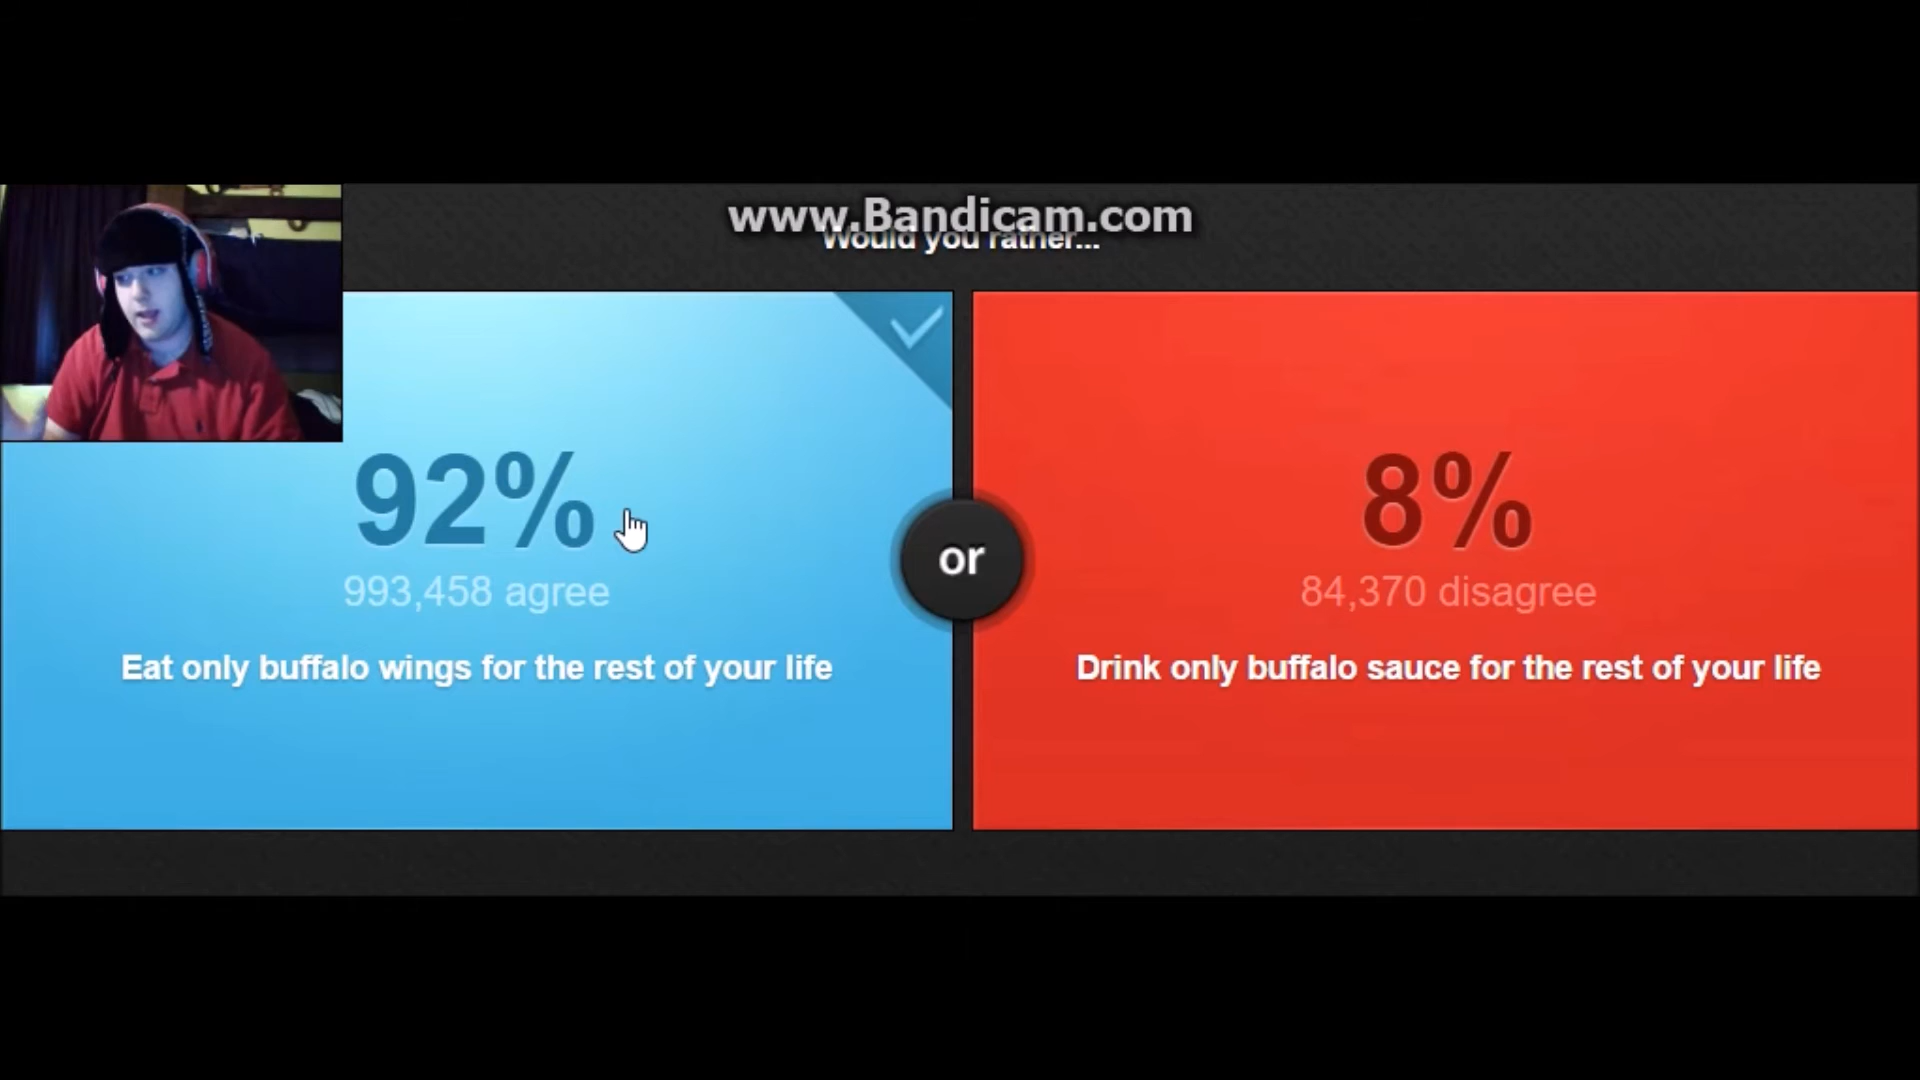 www.Bandicam.com
Would you rather...
92%
993,458 agree
Eat only buffalo wings for the rest of your life
or
8%
84,370 disagree
Drink only buffalo sauce for the rest of your life